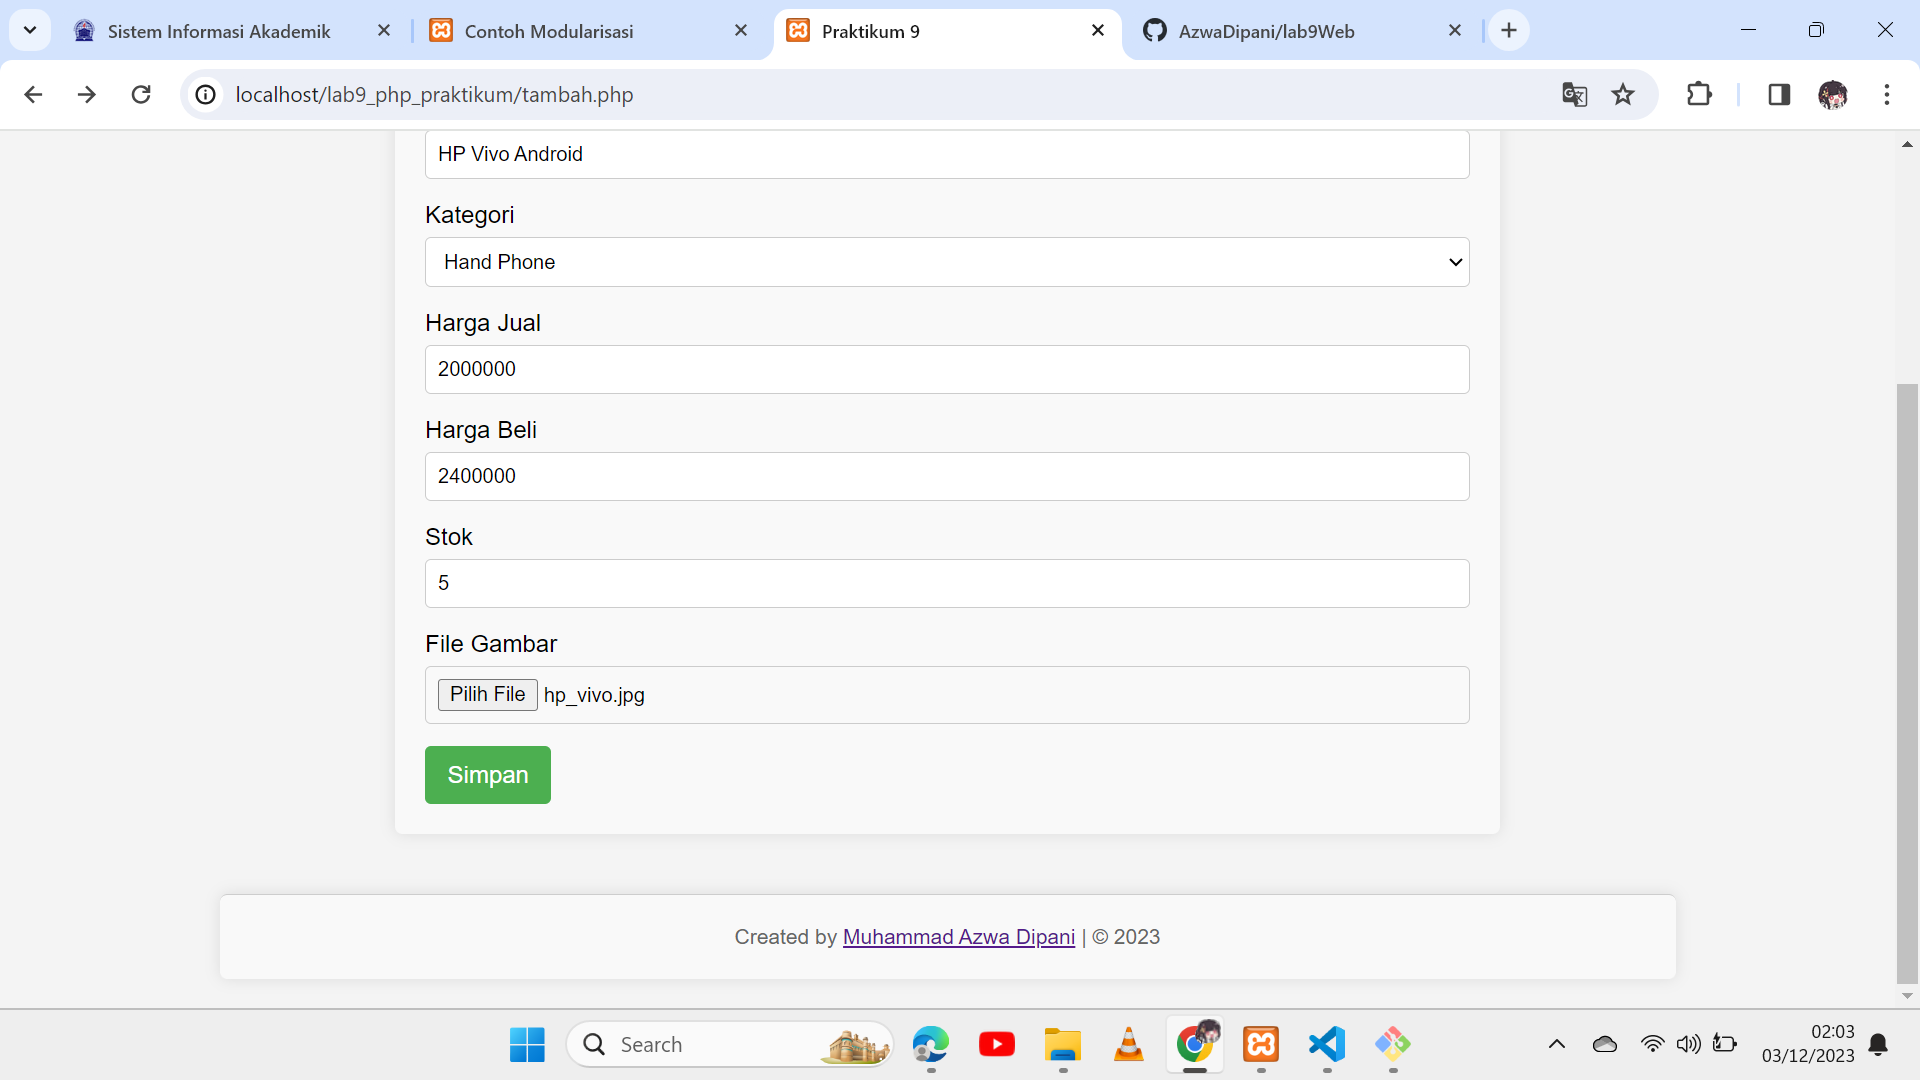 Sistem Informasi Akademik
Contoh Modularisasi
Praktikum 9
AzwaDipani/lab9Web
localhost/lab9_php_praktikum/tambah.php
HP Vivo Android
Kategori
Hand Phone
Harga Jual
2000000
Harga Beli
2400000
Stok
5
File Gambar
Pilih File hp_vivo.jpg
Simpan
Created by Muhammad Azwa Dipani | © 2023
Search
02:03
03/12/2023